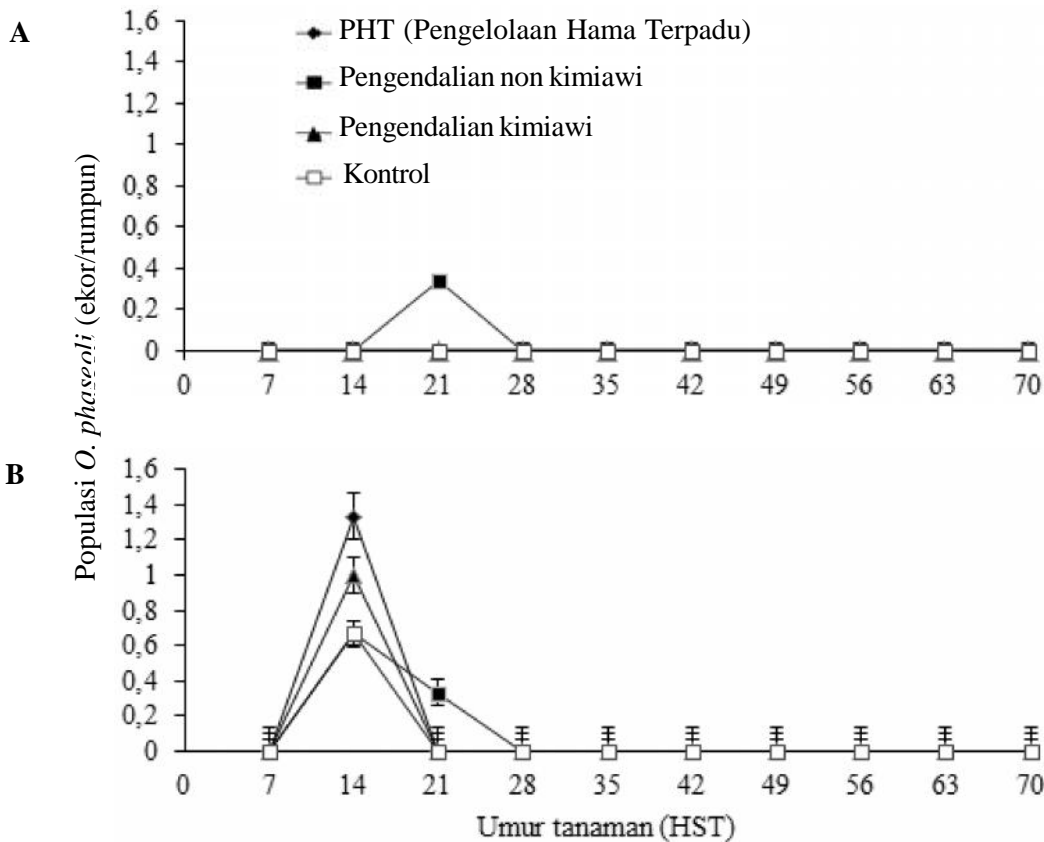 A
1,6
1,4
1,2
1
0,8
0,6
0,4
0,2
0
PHT (Pengelolaan Hama Terpadu)
Pengendalian non kimiawi
Pengendalian kimiawi
Kontrol
0 7 14 21 28 35 42 49 56 63 70
Populasi O. phaseoli (ekor/rumpun)
B
1,6
1,4
1,2
1
0,8
0,6
0,4
0,2
0
0 7 14 21 28 35 42 49 56 63 70
Umur tanaman (HST)